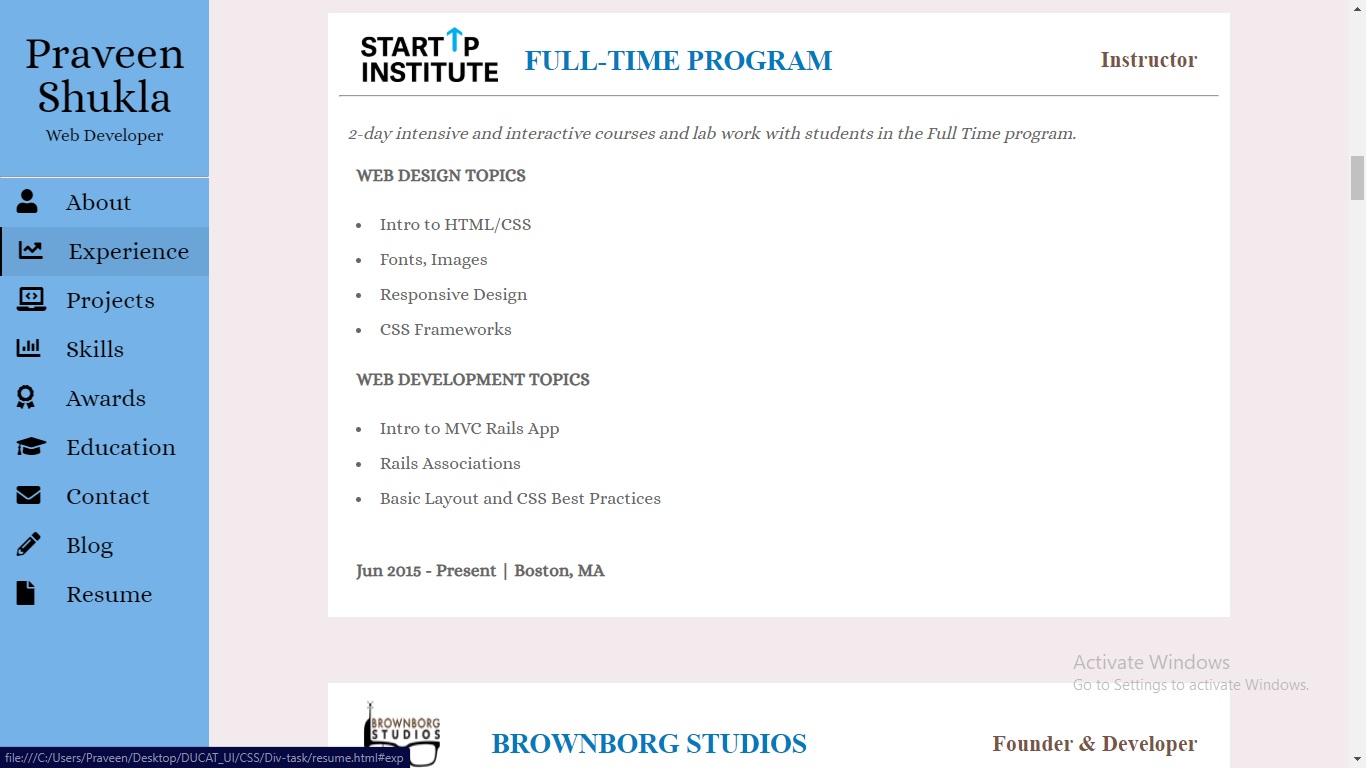 Praveen
Shukla
Web Developer
About
Experience
Projects
Skills
Awards
Education
Contact
Blog
Resume
START P
INSTITUTE
FULL-TIME PROGRAM
Instructor
2-day intensive and interactive courses and lab work with students in the Full Time program.
WEB DESIGN TOPICS
• Intro to HTML/CSS
• Fonts, Images
• Responsive Design
• CSS Frameworks
WEB DEVELOPMENT TOPICS
• Intro to MVC Rails App
• Rails Associations
• Basic Layout and CSS Best Practices
Jun 2015 - Present | Boston, MA
Activate Windows
Go to Settings to activate Windows.
BROWNBORG
STUDIOS
BROWNBORG STUDIOS
Founder & Developer
file:///C:/Users/Praveen/Desktop/DUCAT_UI/CSS/Div-task/resume.html#exp